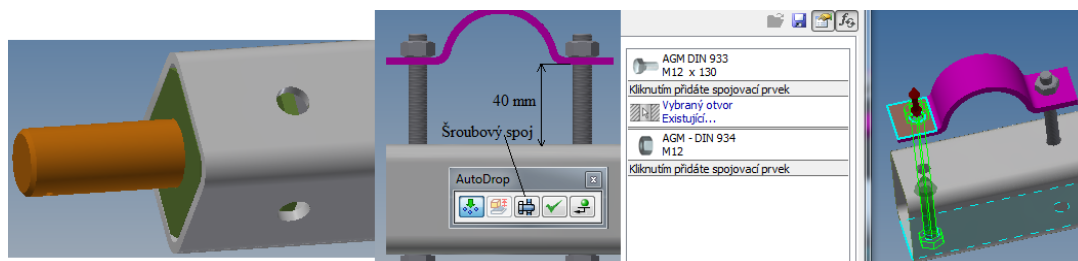 40 mm
Šroubový spoj
AutoDrop
x
AGM DIN 933
M12 x 130
Kliknutím přidáte spojovací prvek
Vybraný otvor
Existující...
AGM - DIN 934
M12
Kliknutím přidáte spojovací prvek